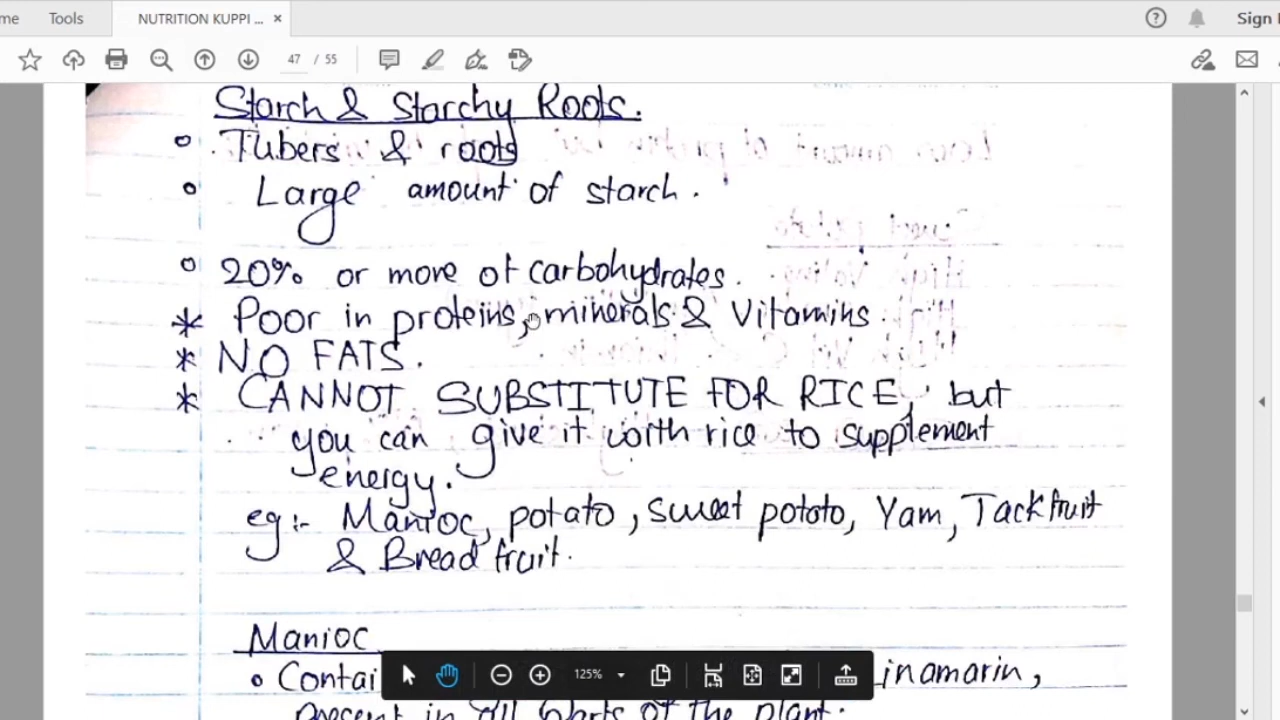 me Tools NUTRITION KUPPI ... × Sign
47 / 55
Starch & Starchy Roots.
Tubers & roots
Large amount of starch.
20% or more of carbohydrates.
* Poor in proteins, minerals & Vitamins.
* NO FATS.
* CANNOT SUBSTITUTE FOR RICE, but
you can give it with rice to supplement
energy.
eg:- Manioc, potato, sweet potato, Yam, Jackfruit
& Bread fruit.
Manioc
Contai inamarin,
125%
Present in All parts of the plant.